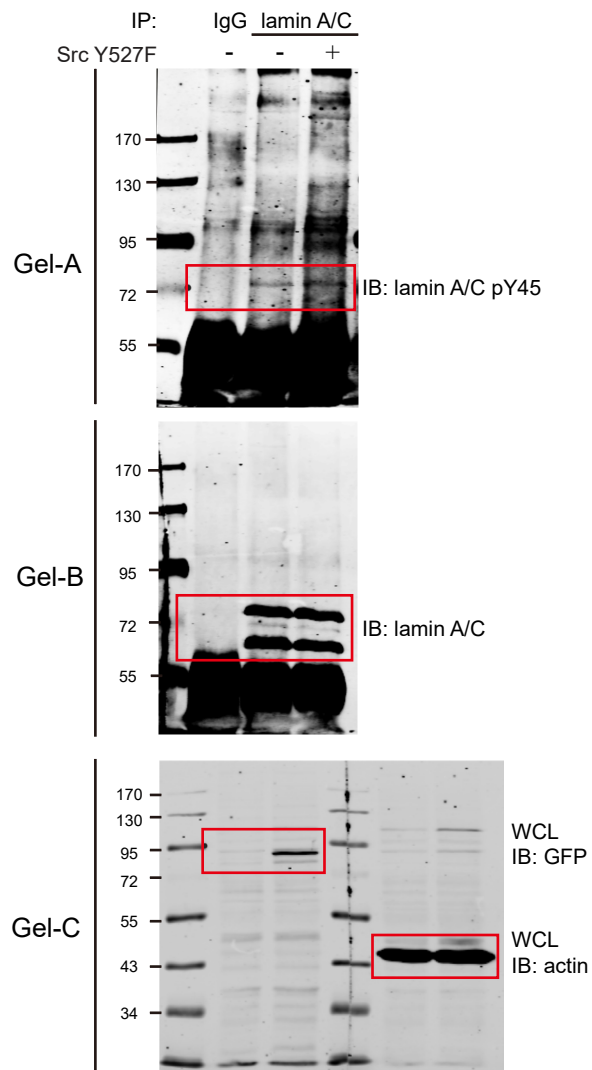 IP: IgG lamin A/C
Src Y527F - - +
170
130
95
Gel-A
72
IB: lamin A/C pY45
55
170
130
95
Gel-B
72
IB: lamin A/C
55
170
130
95
WCL
IB: GFP
72
55
Gel-C
WCL
IB: actin
43
34